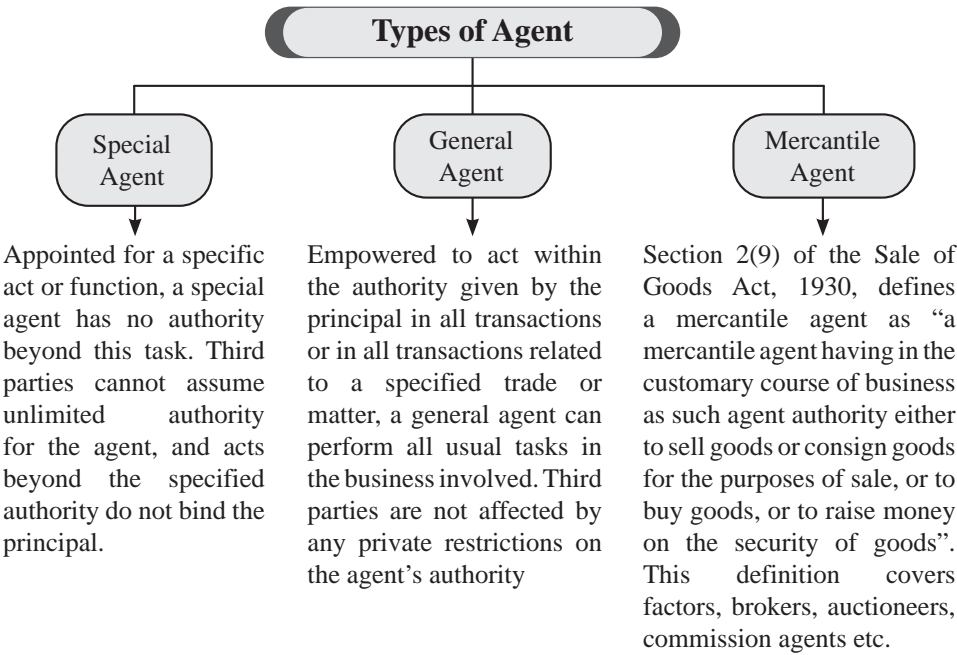 Types of Agent
Special
Agent
General
Agent
Mercantile
Agent
Appointed for a specific
act or function, a special
agent has no authority
beyond this task. Third
parties cannot assume
unlimited authority
for the agent, and acts
beyond the specified
authority do not bind the
principal.
Empowered to act within
the authority given by the
principal in all transactions
or in all transactions related
to a specified trade or
matter, a general agent can
perform all usual tasks in
the business involved. Third
parties are not affected by
any private restrictions on
the agent’s authority
Section 2(9) of the Sale of
Goods Act, 1930, defines
a mercantile agent as “a
mercantile agent having in the
customary course of business
as such agent authority either
to sell goods or consign goods
for the purposes of sale, or to
buy goods, or to raise money
on the security of goods”.
This definition covers
factors, brokers, auctioneers,
commission agents etc.